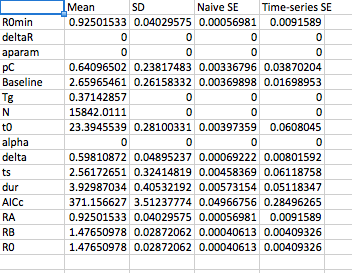 Mean SD Naive SE Time-series SE
R0min 0.92501533 0.04029575 0.00056981 0.0091589
deltaR 0 0 0 0
aparam 0 0 0 0
pC 0.64096502 0.23817483 0.00336796 0.03870204
Baseline 2.65965461 0.26158332 0.00369898 0.01698953
Tg 0.37142857 0 0 0
N 15842.0111 0 0 0
t0 23.3945539 0.28100331 0.00397359 0.0608045
alpha 0 0 0 0
delta 0.59810872 0.04895237 0.00069222 0.00801592
ts 2.56172651 0.32414819 0.00458369 0.06118758
dur 3.92987034 0.40532192 0.00573154 0.05118347
AICc 371.156627 3.51237774 0.04966756 0.28496265
RA 0.92501533 0.04029575 0.00056981 0.0091589
RB 1.47650978 0.02872062 0.00040613 0.00409326
R0 1.47650978 0.02872062 0.00040613 0.00409326